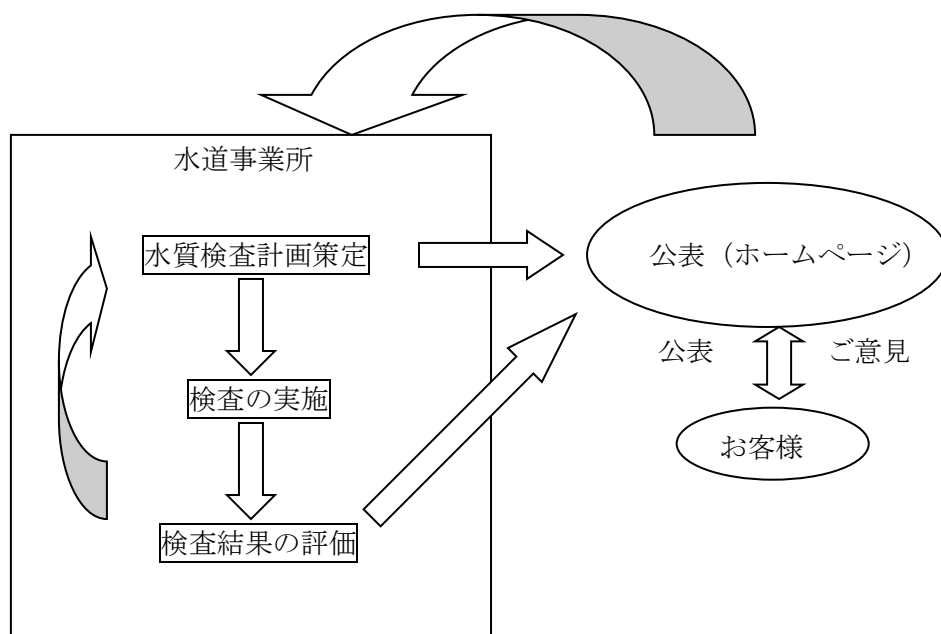 水道事業所
水質検査計画策定
公表（ホームページ）
公表
ご意見
検査の実施
お客様
検査結果の評価